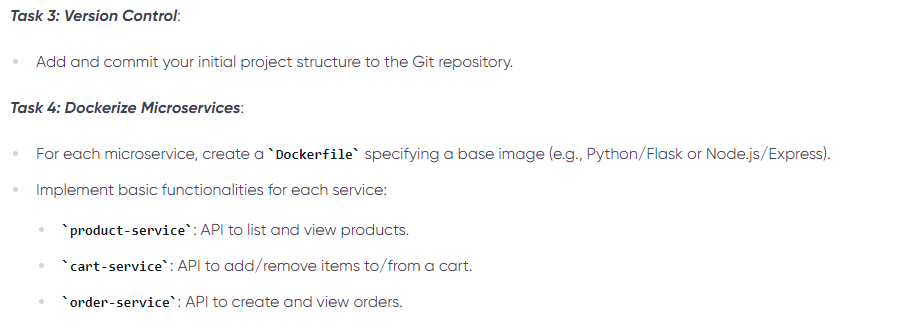 Task 3: Version Control:
Add and commit your initial project structure to the Git repository.
Task 4: Dockerize Microservices:
For each microservice, create a `Dockerfile` specifying a base image (e.g., Python/Flask or Node.js/Express).
Implement basic functionalities for each service:
`product-service`: API to list and view products.
`cart-service`: API to add/remove items to/from a cart.
`order-service`: API to create and view orders.